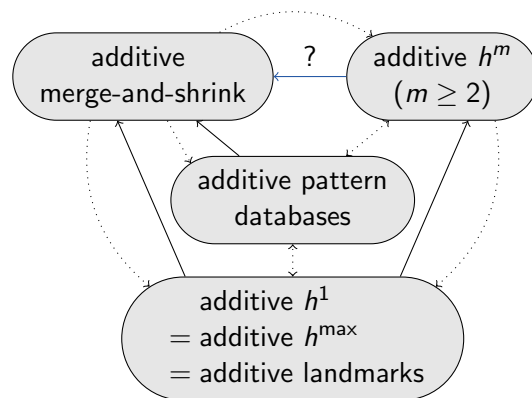 additive
merge-and-shrink
?
additive h^m
(m ≥ 2)
additive pattern
databases
additive h^1
= additive h^max
= additive landmarks